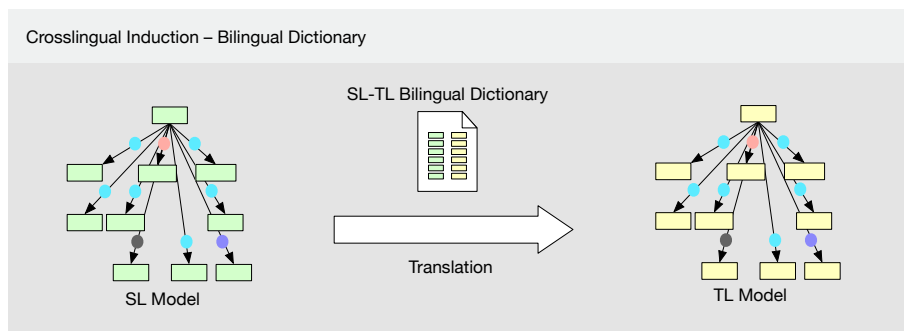 Crosslingual Induction – Bilingual Dictionary
SL-TL Bilingual Dictionary
Translation
SL Model
TL Model